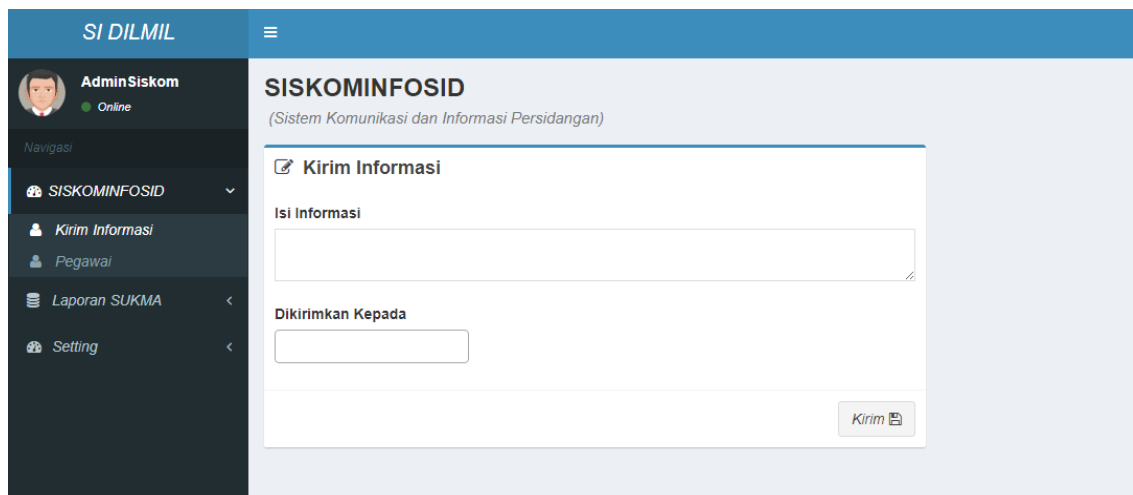 SI DILMIL
AdminSiskom
Online
Navigasi
SISKOMINFOSID
Kirim Informasi
Pegawai
Laporan SUKMA
Setting
SISKOMINFOSID
(Sistem Komunikasi dan Informasi Persidangan)
Kirim Informasi
Isi Informasi
Dikirimkan Kepada
Kirim